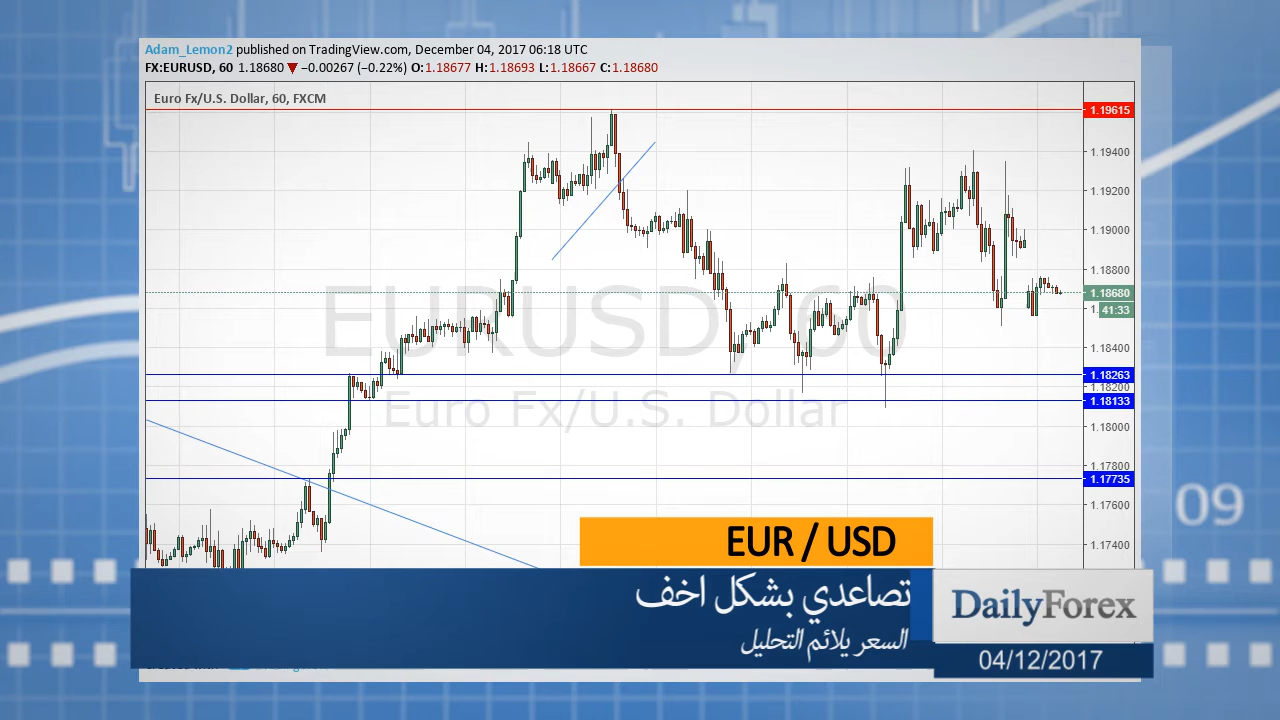 Adam_Lemon2 published on TradingView.com, December 04, 2017 06:18 UTC
FX:EURUSD, 60 1.18680 ▼ −0.00267 (−0.22%) O:1.18677 H:1.18693 L:1.18667 C:1.18680
Euro Fx/U.S. Dollar, 60, FXCM
1.19615
1.19400
1.19200
1.19000
1.18800
1.18680
41:33
1.18400
1.18263
1.18200
1.18133
1.18000
1.17800
1.17735
1.17600
1.17400
EURUSD, 60
Euro Fx/U.S. Dollar
09
EUR / USD
تصاعدي بشكل اخف
السعر يلائم التحليل
DailyForex
04/12/2017